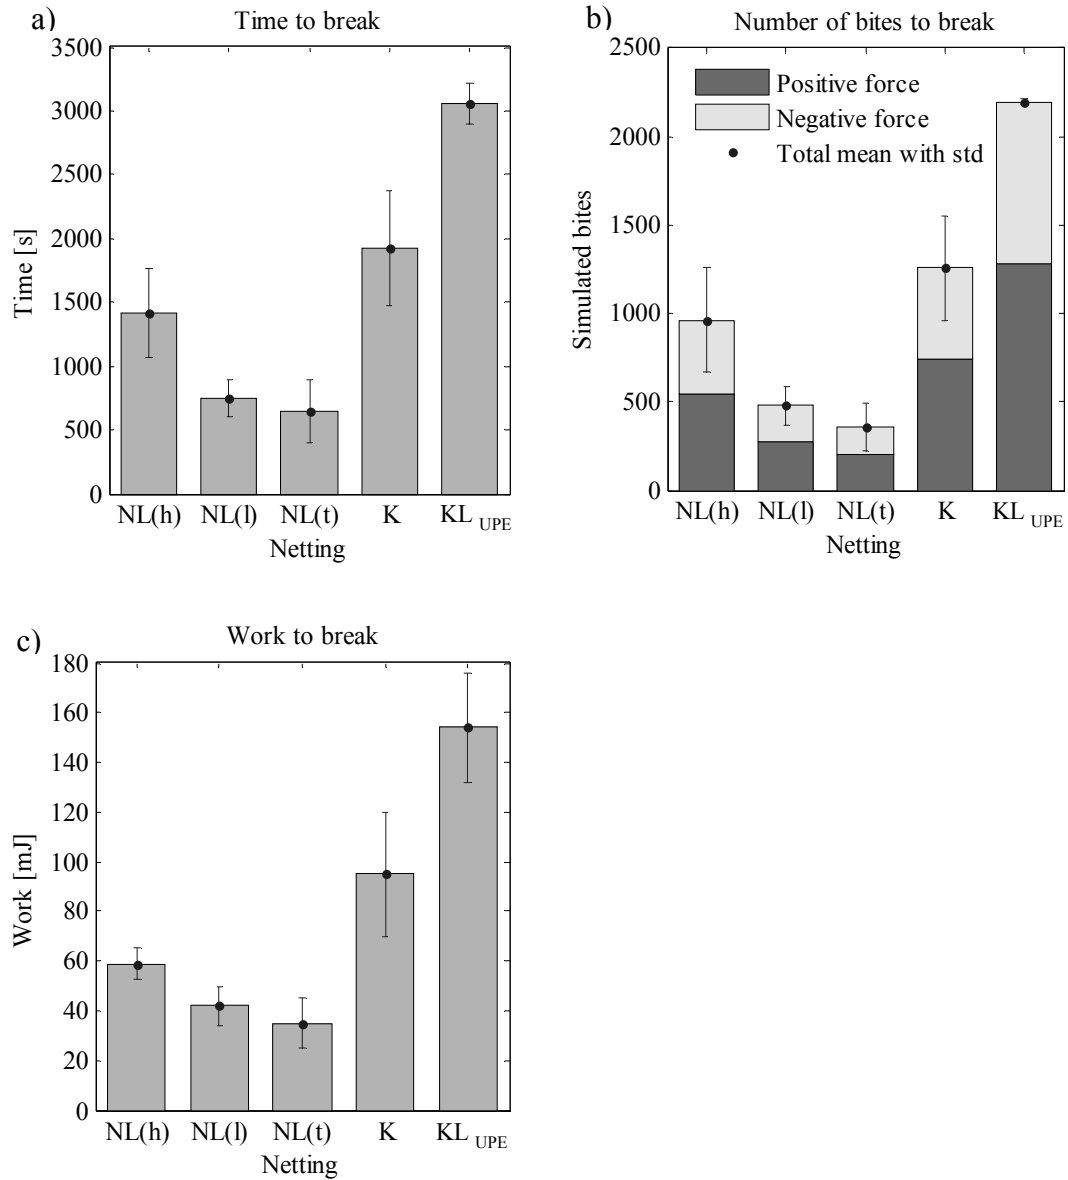 a)
Time to break
3500
3000
2500
2000
1500
1000
500
0
Time [s]
NL(h) NL(l) NL(t) K KL UPE
Netting
b)
Number of bites to break
2500
2000
1500
1000
500
0
Simulated bites
Positive force
Negative force
Total mean with std
NL(h) NL(l) NL(t) K KL UPE
Netting
c)
Work to break
180
160
140
120
100
80
60
40
20
0
Work [mJ]
NL(h) NL(l) NL(t) K KL UPE
Netting